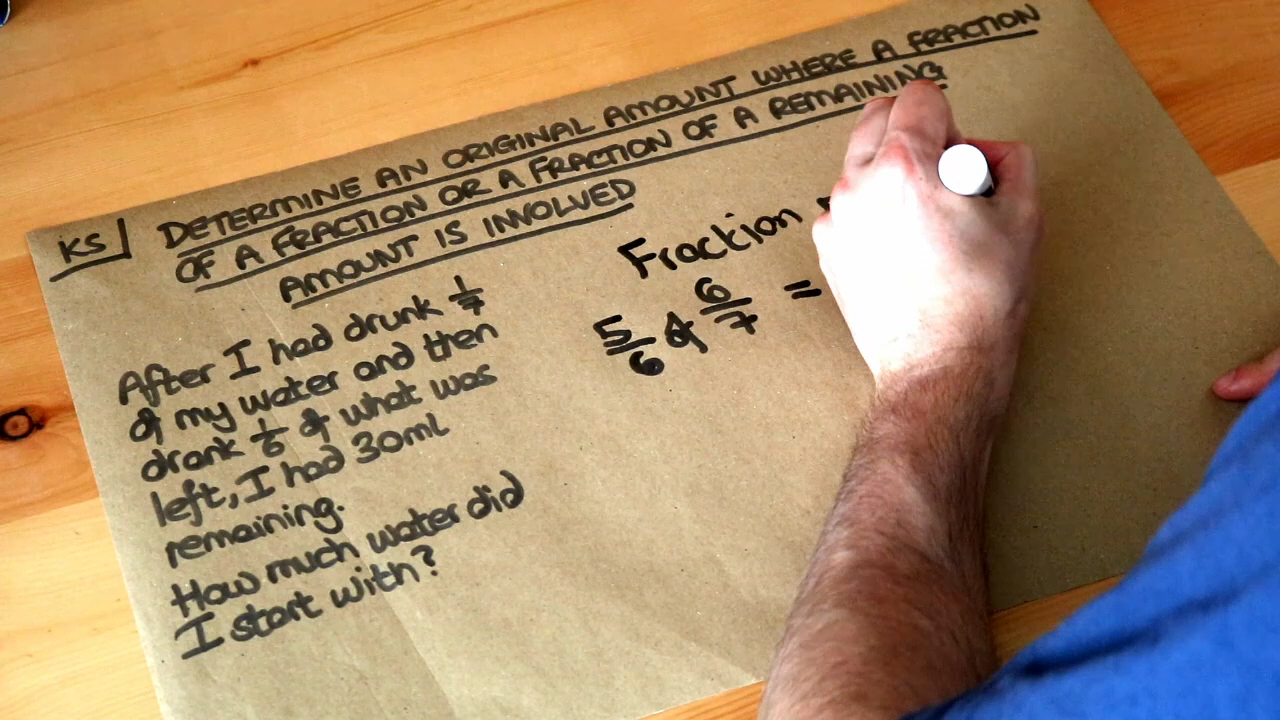 KS
DETERMINE AN ORIGINAL AMOUNT WHERE A FRACTION
OF A FRACTION OR A FRACTION OF A REMAINING
AMOUNT IS INVOLVED
After I had drunk 1/7
of my water and then
drank 1/6 of what was
left, I had 30ml
remaining.
How much water did
I start with?
Fraction
5/6 of 6/7 =